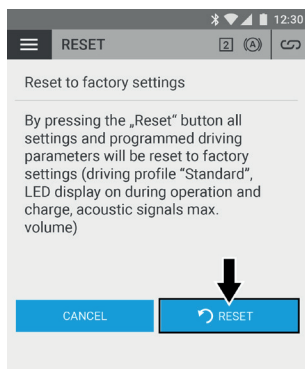 12:30
RESET 2 (A)
Reset to factory settings
By pressing the „Reset“ button all
settings and programmed driving
parameters will be reset to factory
settings (driving profile “Standard”,
LED display on during operation and
charge, acoustic signals max.
volume)
CANCEL RESET